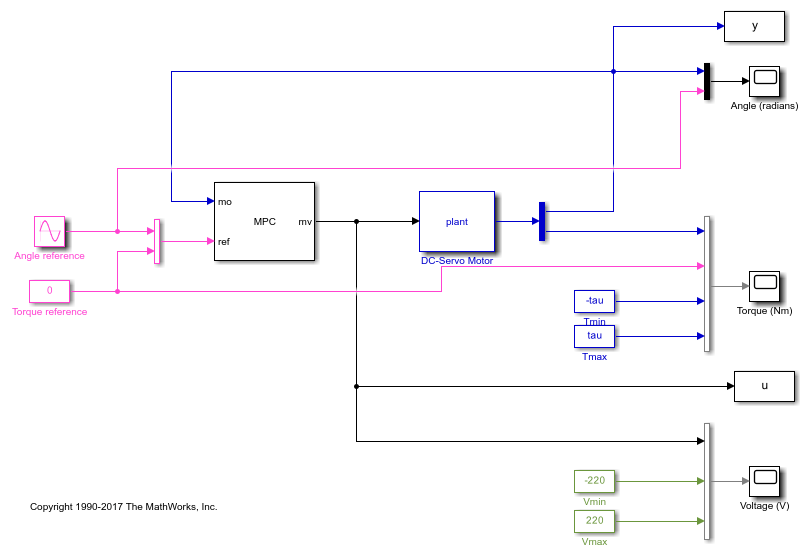 y
Angle (radians)
mo
MPC
mv
ref
plant
DC-Servo Motor
Angle reference
0
Torque reference
-tau
Tmin
tau
Tmax
Torque (Nm)
u
-220
Vmin
220
Vmax
Voltage (V)
Copyright 1990-2017 The MathWorks, Inc.